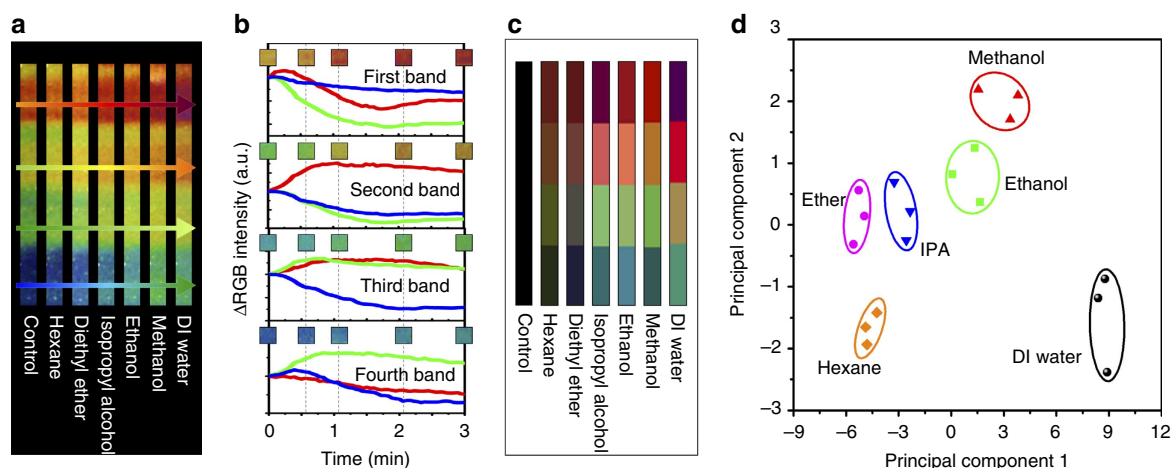 a
Control
Hexane
Diethyl ether
Isopropyl alcohol
Ethanol
Methanol
DI water
b
ΔRGB intensity (a.u.)
First band
Second band
Third band
Fourth band
0
1
2
3
Time (min)
c
Control
Hexane
Diethyl ether
Isopropyl alcohol
Ethanol
Methanol
DI water
d
Principal component 2
3
2
1
0
−1
−2
−3
Methanol
Ethanol
Ether
IPA
Hexane
DI water
−9
−6
−3
0
3
6
9
12
Principal component 1